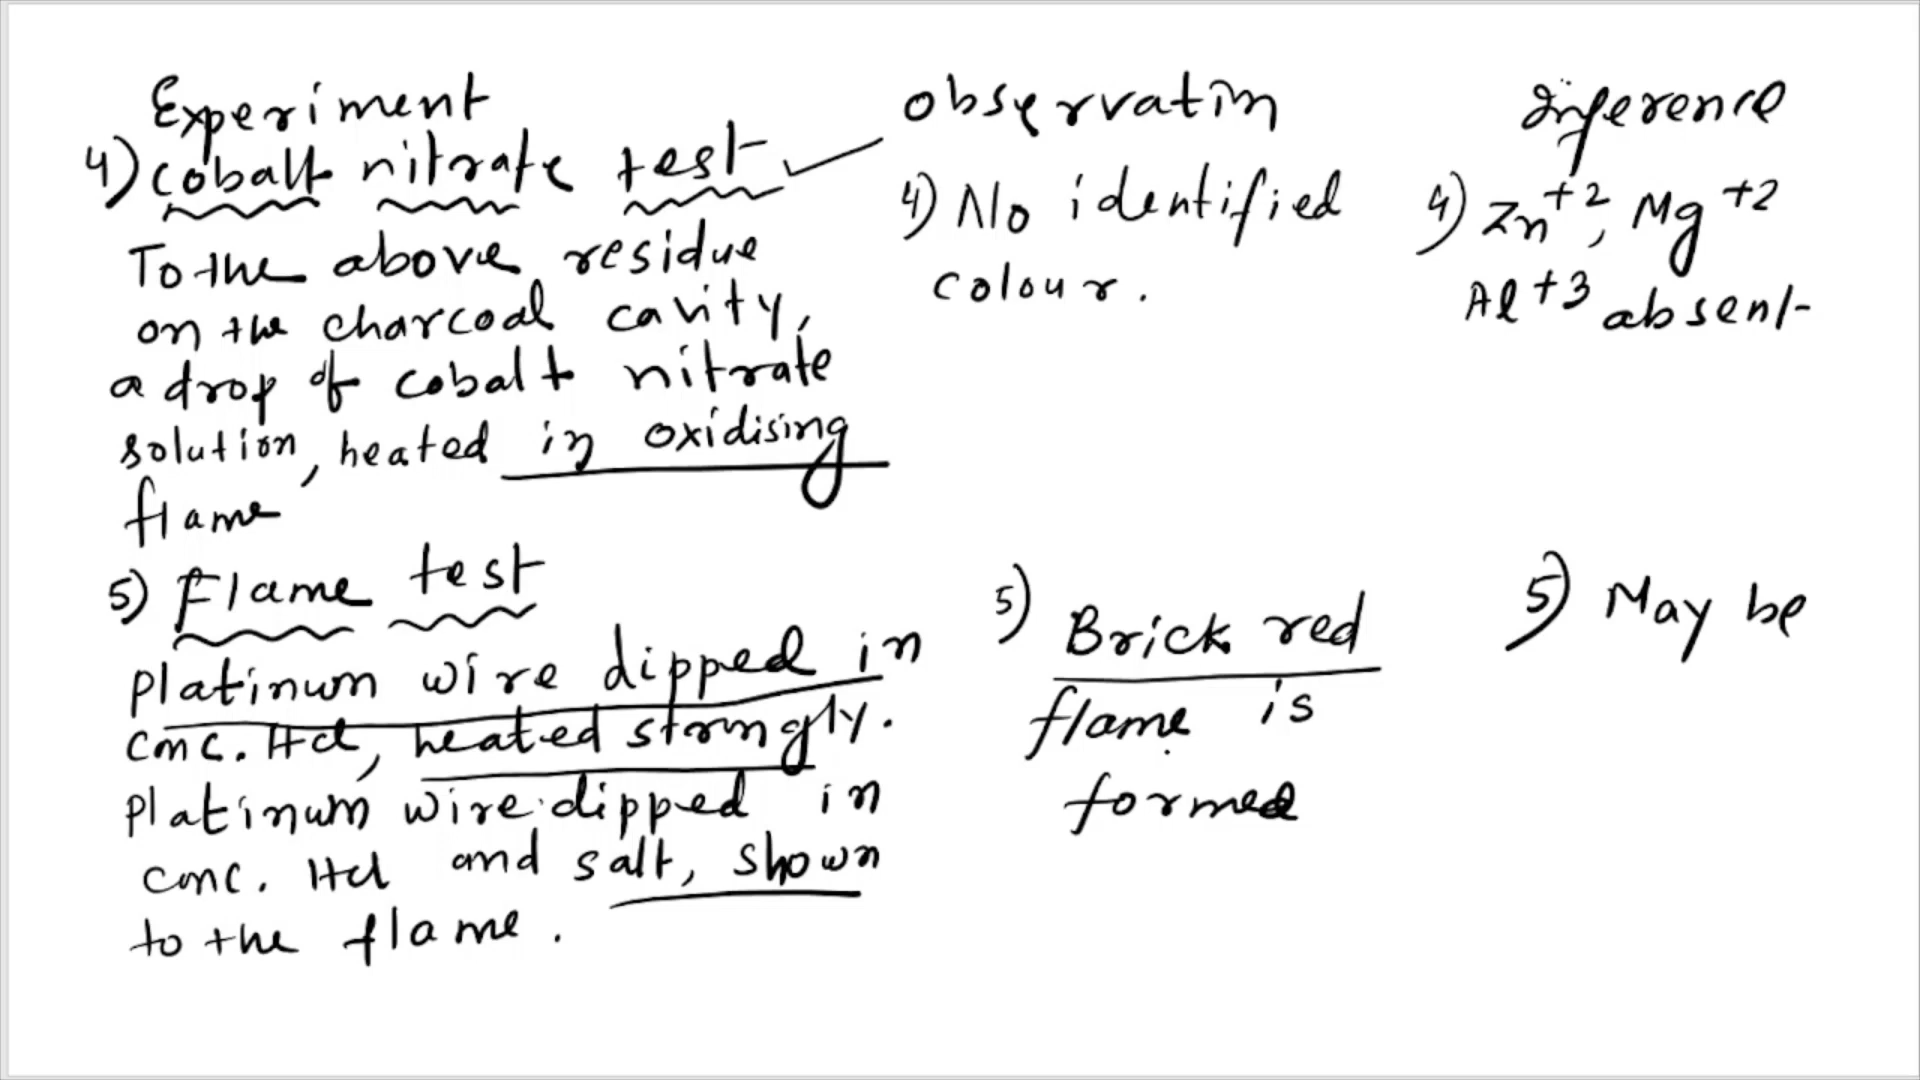 Experiment
observation
Inference
4) cobalt nitrate test
To the above residue
on the charcoal cavity,
a drop of cobalt nitrate
solution, heated in oxidising
flame
4) No identified
colour.
4) Zn+2, Mg+2
Al+3 absent
5) Flame test
platinum wire dipped in
conc. Hcl, heated strongly.
platinum wire dipped in
conc. Hcl and salt, shown
to the flame.
5) Brick red
flame is
formed
5) May be